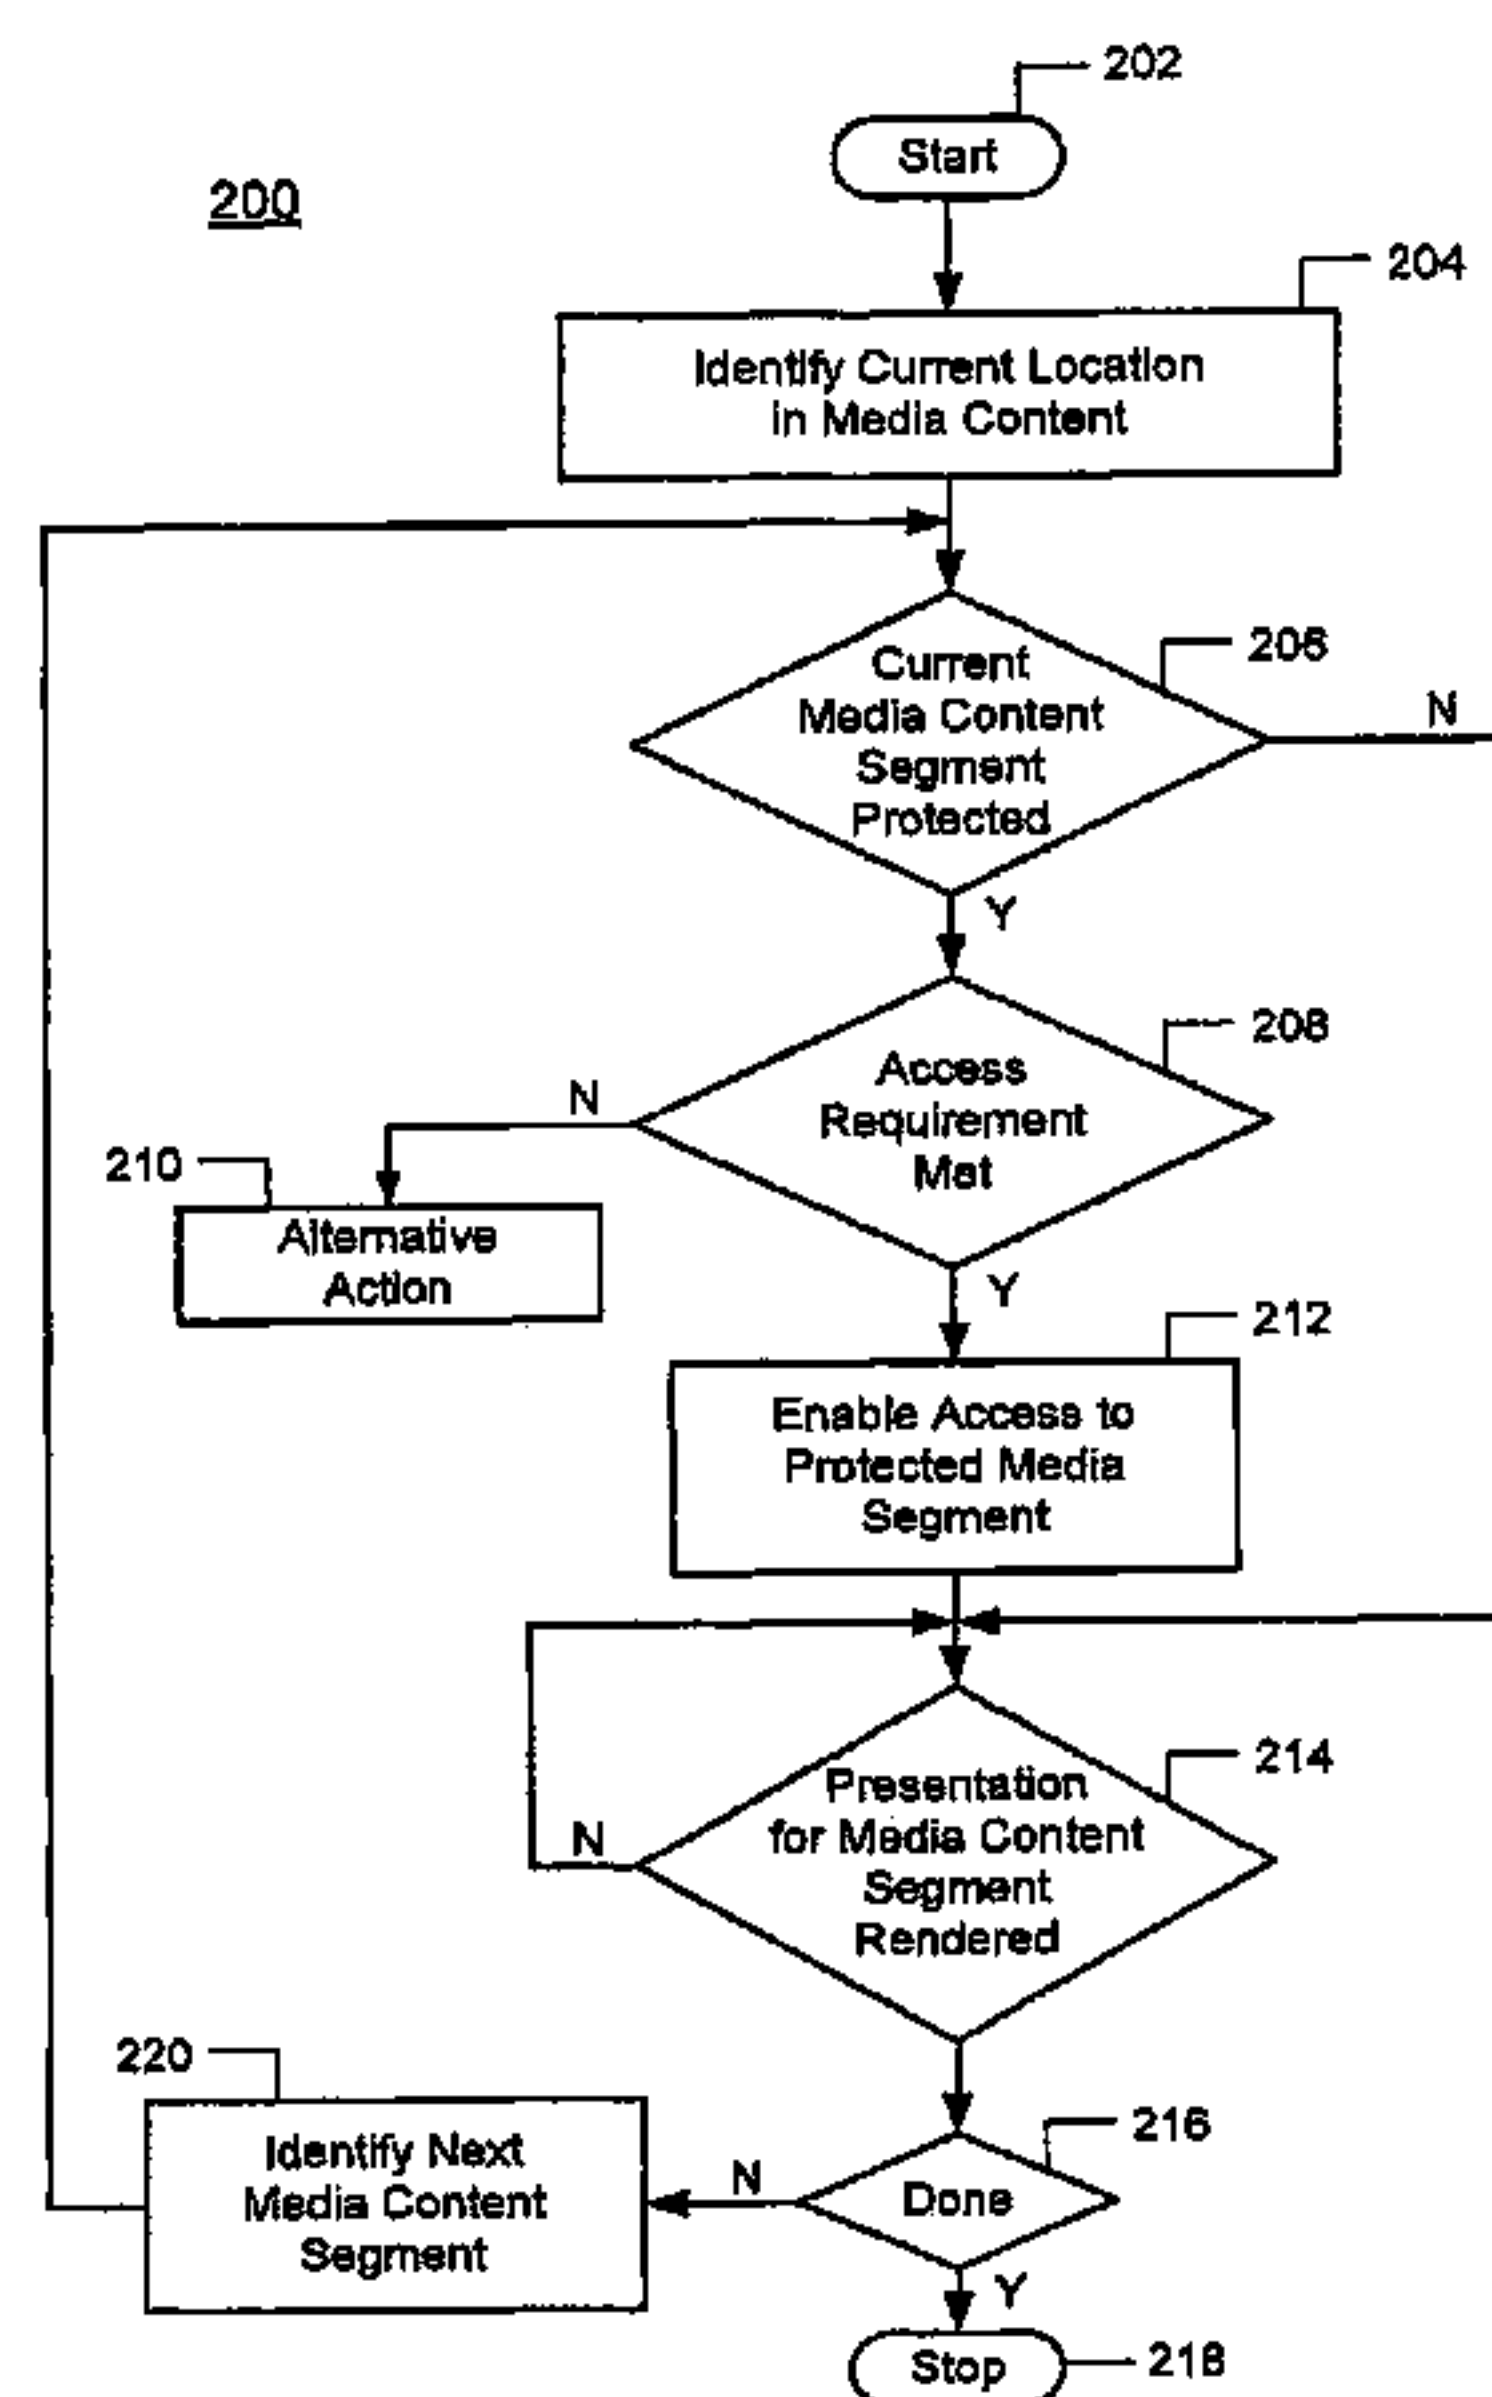 202
Start
200
204
Identify Current Location
in Media Content
206
Current
Media Content
Segment
Protected
N
Y
208
Access
Requirement
Met
N
210
Alternative
Action
Y
212
Enable Access to
Protected Media
Segment
214
Presentation
for Media Content
Segment
Rendered
N
220
Identify Next
Media Content
Segment
216
Done
N
Y
Stop
218